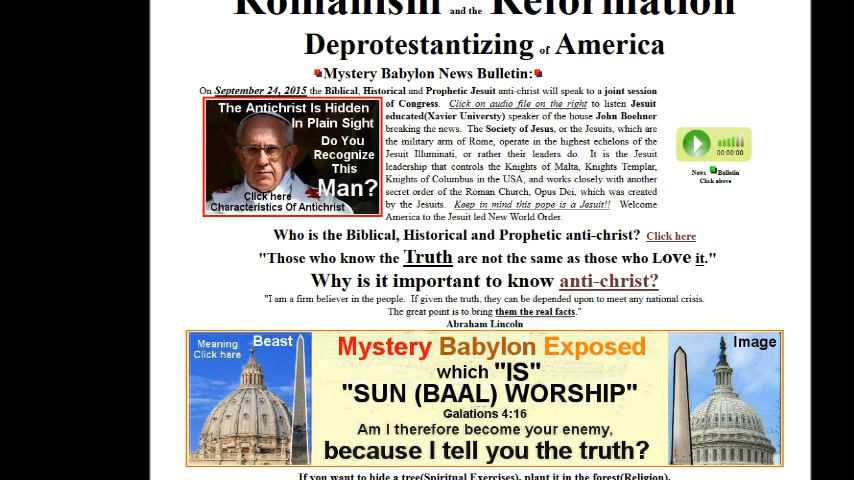 Romanism and the Reformation
Deprotestantizing of America
Mystery Babylon News Bulletin:
On September 24, 2015 the Biblical, Historical and Prophetic Jesuit anti-christ will speak to a joint session
of Congress. Click on audio file on the right to listen Jesuit
educated(Xavier Universty) speaker of the house John Boehner
breaking the news. The Society of Jesus, or the Jesuits, which are
the military arm of Rome, operate in the highest echelons of the
Jesuit Illuminati, or rather their leaders do. It is the Jesuit
leadership that controls the Knights of Malta, Knights Templar,
Knights of Columbus in the USA, and works closely with another
secret order of the Roman Church, Opus Dei, which was created
by the Jesuits. Keep in mind this pope is a Jesuit!! Welcome
America to the Jesuit led New World Order.
The Antichrist Is Hidden
In Plain Sight
Do You
Recognize
This
Man?
Click here
Characteristics Of Antichrist
00:00:00
News Bulletin
Click above
Who is the Biblical, Historical and Prophetic anti-christ? Click here
"Those who know the Truth are not the same as those who Love it."
Why is it important to know anti-christ?
"I am a firm believer in the people. If given the truth, they can be depended upon to meet any national crisis.
The great point is to bring them the real facts."
Abraham Lincoln
Meaning
Click here
Beast
Mystery Babylon Exposed
which "IS"
"SUN (BAAL) WORSHIP"
Galations 4:16
Am I therefore become your enemy,
because I tell you the truth?
Image
If you want to hide a tree(Spiritual Exercises), plant it in the forest(Religion).